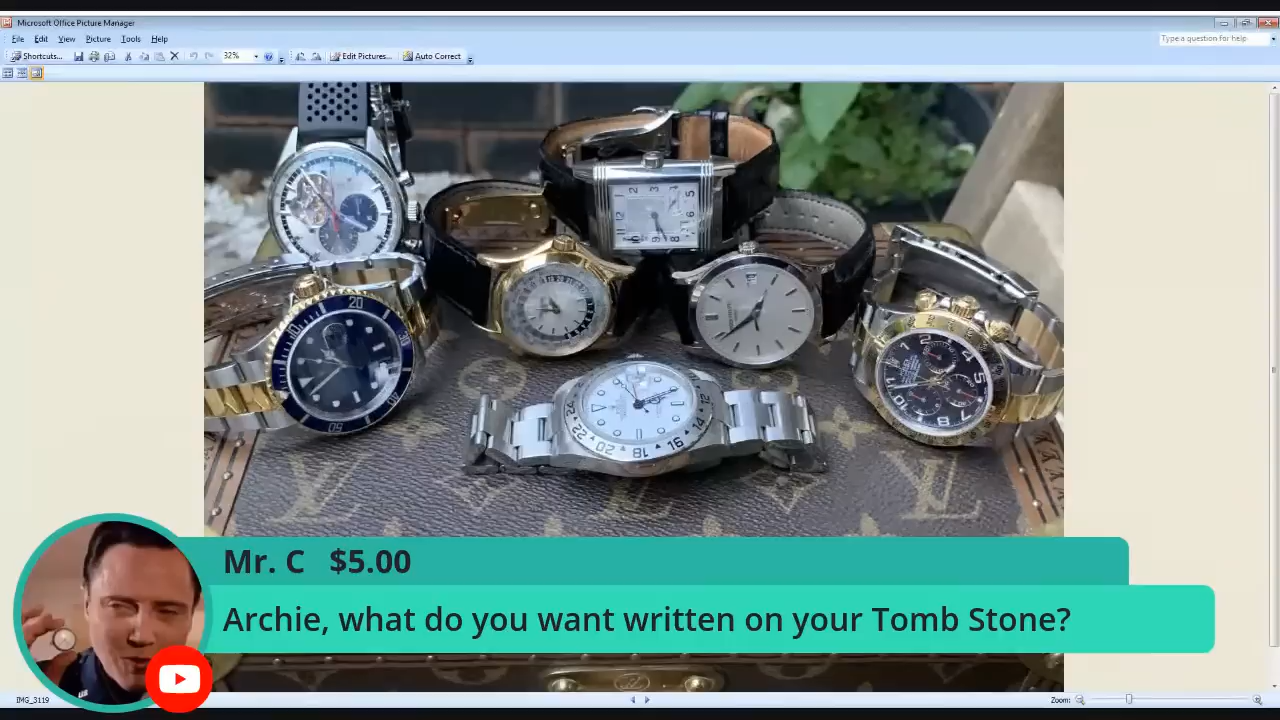 Microsoft Office Picture Manager
File Edit View Picture Tools Help
Type a question for help
Shortcuts... 32% Edit Pictures... Auto Correct
Mr. C $5.00
Archie, what do you want written on your Tomb Stone?
IMG_3119
Zoom: